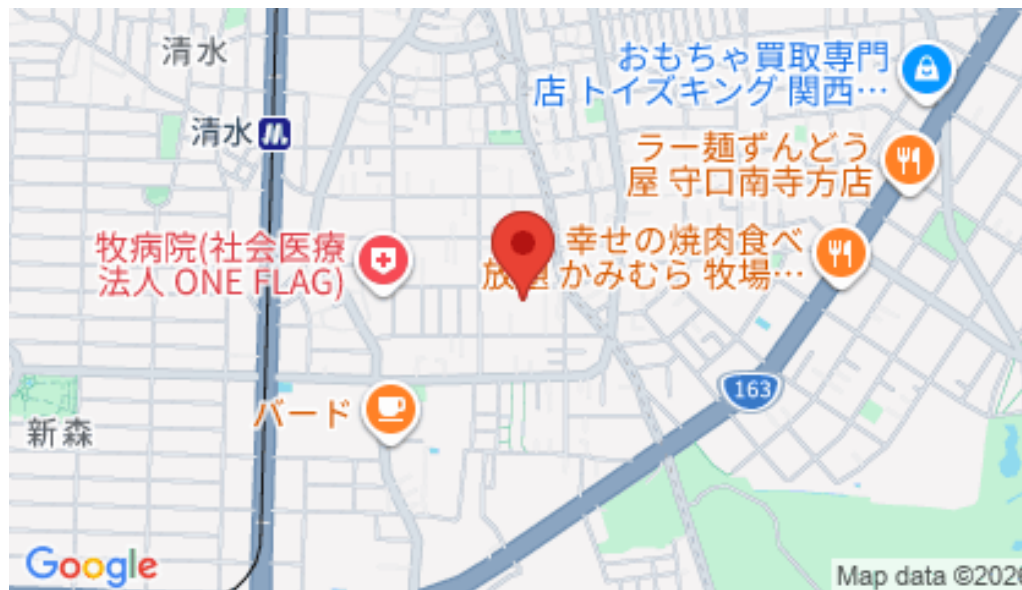 清水
おもちゃ買取専門
店 トイズキング 関西…
清水
ラー麺ずんどう
屋 守口南寺方店
牧病院(社会医療
法人 ONE FLAG)
幸せの焼肉食べ
放題 かみむら 牧場…
163
バード
新森
Google
Map data ©2026